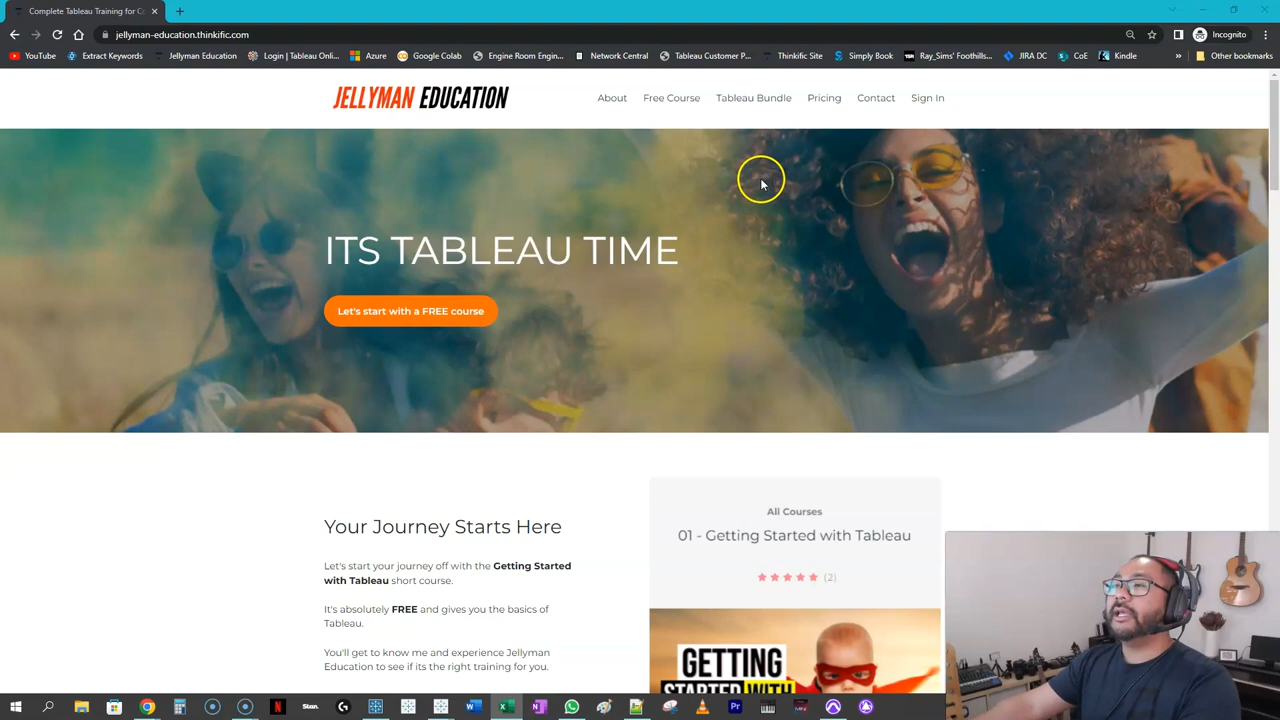 Complete Tableau Training for Co
jellyman-education.thinkific.com
Incognito
YouTube
Extract Keywords
Jellyman Education
Login | Tableau Onli...
Azure
Google Colab
Engine Room Engin...
Network Central
Tableau Customer P...
Thinkific Site
Simply Book
Ray_Sims' Foothills...
JIRA DC
CoE
Kindle
»
Other bookmarks
JELLYMAN EDUCATION
About
Free Course
Tableau Bundle
Pricing
Contact
Sign In
ITS TABLEAU TIME
Let's start with a FREE course
Your Journey Starts Here
Let's start your journey off with the Getting Started
with Tableau short course.
It's absolutely FREE and gives you the basics of
Tableau.
You'll get to know me and experience Jellyman
Education to see if its the right training for you.
All Courses
01 - Getting Started with Tableau
(2)
GETTING
STARTED WITH
Stan.